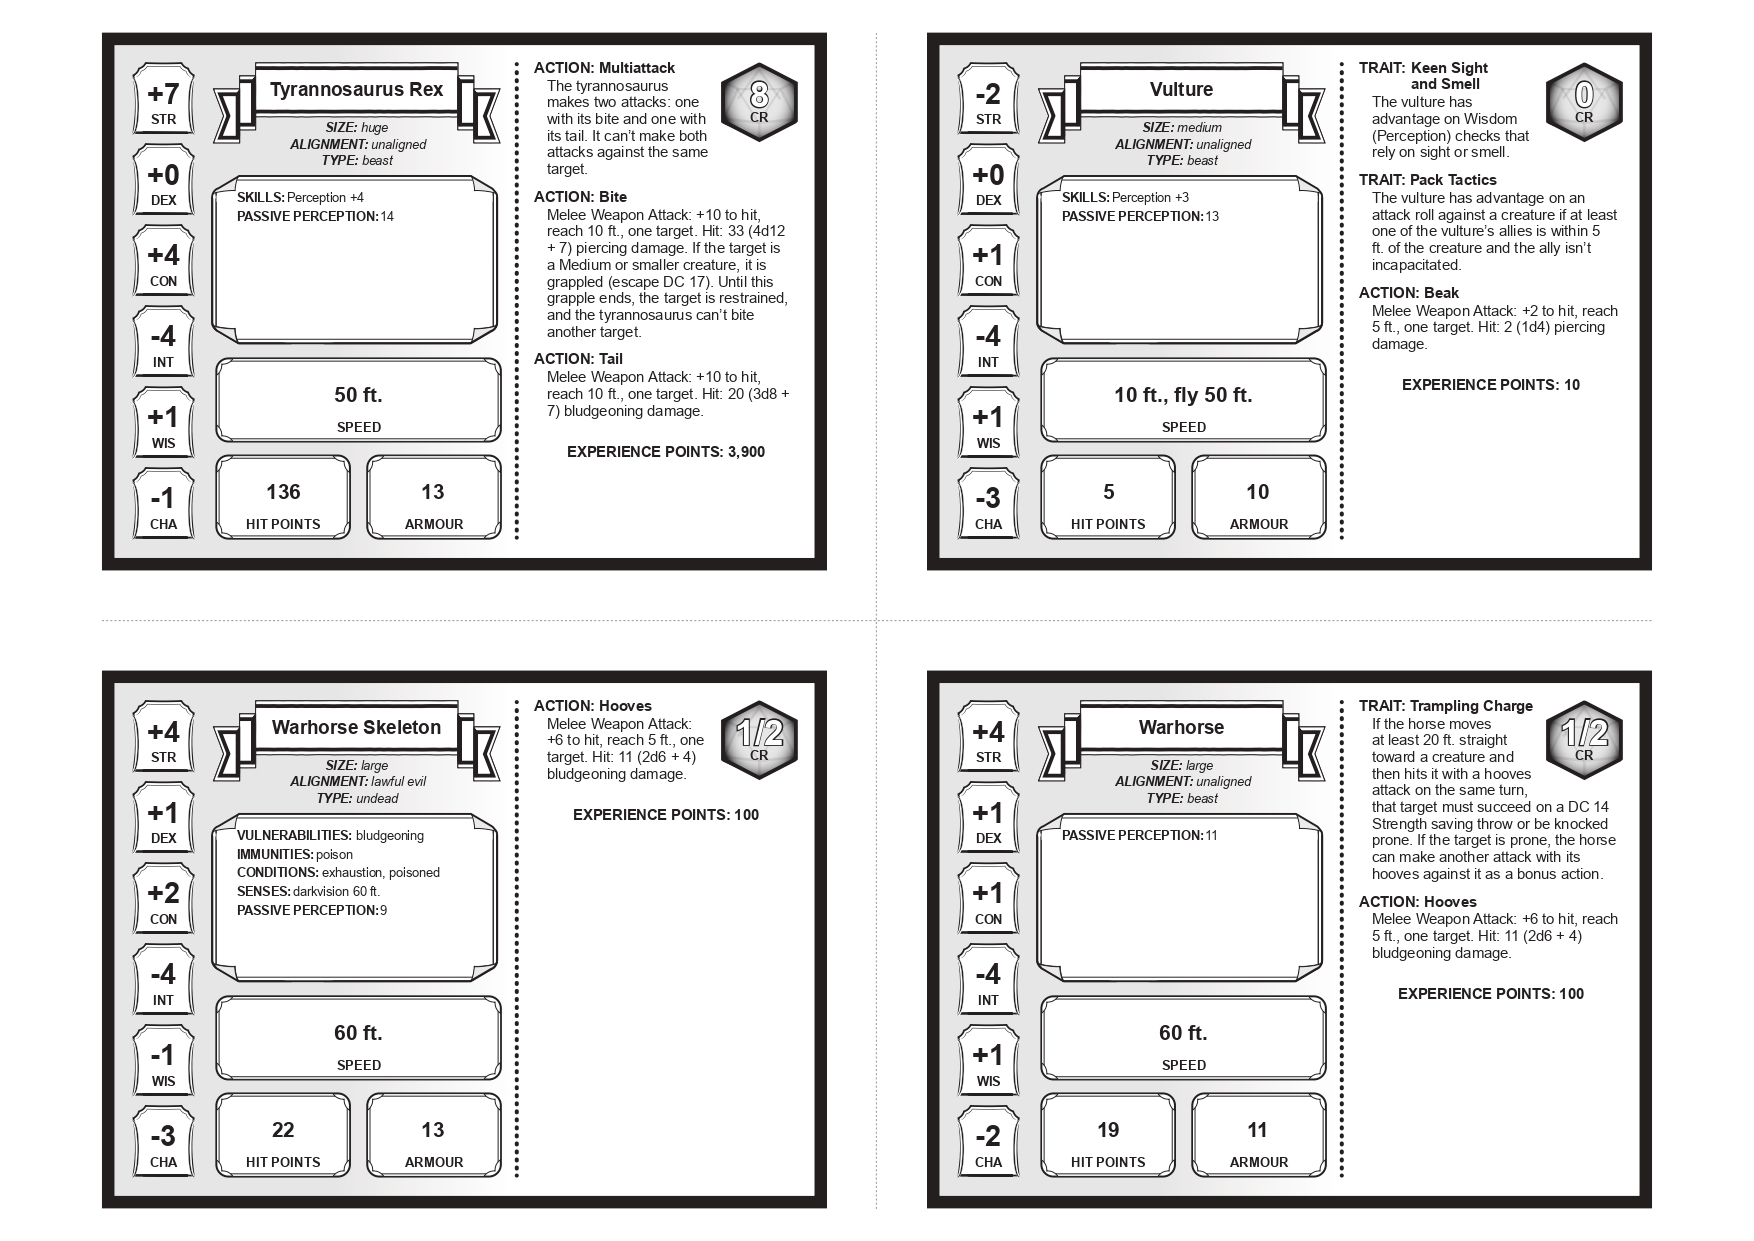 +7
STR
+0
DEX
+4
CON
-4
INT
+1
WIS
-1
CHA
Tyrannosaurus Rex
SIZE: huge
ALIGNMENT: unaligned
TYPE: beast
SKILLS: Perception +4
PASSIVE PERCEPTION: 14
50 ft.
SPEED
136
HIT POINTS
13
ARMOUR
ACTION: Multiattack
The tyrannosaurus
makes two attacks: one
with its bite and one with
its tail. It can’t make both
attacks against the same
target.
ACTION: Bite
Melee Weapon Attack: +10 to hit,
reach 10 ft., one target. Hit: 33 (4d12
+ 7) piercing damage. If the target is
a Medium or smaller creature, it is
grappled (escape DC 17). Until this
grapple ends, the target is restrained,
and the tyrannosaurus can’t bite
another target.
ACTION: Tail
Melee Weapon Attack: +10 to hit,
reach 10 ft., one target. Hit: 20 (3d8 +
7) bludgeoning damage.
EXPERIENCE POINTS: 3,900
8
CR
-2
STR
+0
DEX
+1
CON
-4
INT
+1
WIS
-3
CHA
Vulture
SIZE: medium
ALIGNMENT: unaligned
TYPE: beast
SKILLS: Perception +3
PASSIVE PERCEPTION: 13
10 ft., fly 50 ft.
SPEED
5
HIT POINTS
10
ARMOUR
TRAIT: Keen Sight
and Smell
The vulture has
advantage on Wisdom
(Perception) checks that
rely on sight or smell.
TRAIT: Pack Tactics
The vulture has advantage on an
attack roll against a creature if at least
one of the vulture’s allies is within 5
ft. of the creature and the ally isn’t
incapacitated.
ACTION: Beak
Melee Weapon Attack: +2 to hit, reach
5 ft., one target. Hit: 2 (1d4) piercing
damage.
EXPERIENCE POINTS: 10
0
CR
+4
STR
+1
DEX
+2
CON
-4
INT
-1
WIS
-3
CHA
Warhorse Skeleton
SIZE: large
ALIGNMENT: lawful evil
TYPE: undead
VULNERABILITIES: bludgeoning
IMMUNITIES: poison
CONDITIONS: exhaustion, poisoned
SENSES: darkvision 60 ft.
PASSIVE PERCEPTION: 9
60 ft.
SPEED
22
HIT POINTS
13
ARMOUR
ACTION: Hooves
Melee Weapon Attack:
+6 to hit, reach 5 ft., one
target. Hit: 11 (2d6 + 4)
bludgeoning damage.
EXPERIENCE POINTS: 100
1/2
CR
+4
STR
+1
DEX
+1
CON
-4
INT
+1
WIS
-2
CHA
Warhorse
SIZE: large
ALIGNMENT: unaligned
TYPE: beast
PASSIVE PERCEPTION: 11
60 ft.
SPEED
19
HIT POINTS
11
ARMOUR
TRAIT: Trampling Charge
If the horse moves
at least 20 ft. straight
toward a creature and
then hits it with a hooves
attack on the same turn,
that target must succeed on a DC 14
Strength saving throw or be knocked
prone. If the target is prone, the horse
can make another attack with its
hooves against it as a bonus action.
ACTION: Hooves
Melee Weapon Attack: +6 to hit, reach
5 ft., one target. Hit: 11 (2d6 + 4)
bludgeoning damage.
EXPERIENCE POINTS: 100
1/2
CR